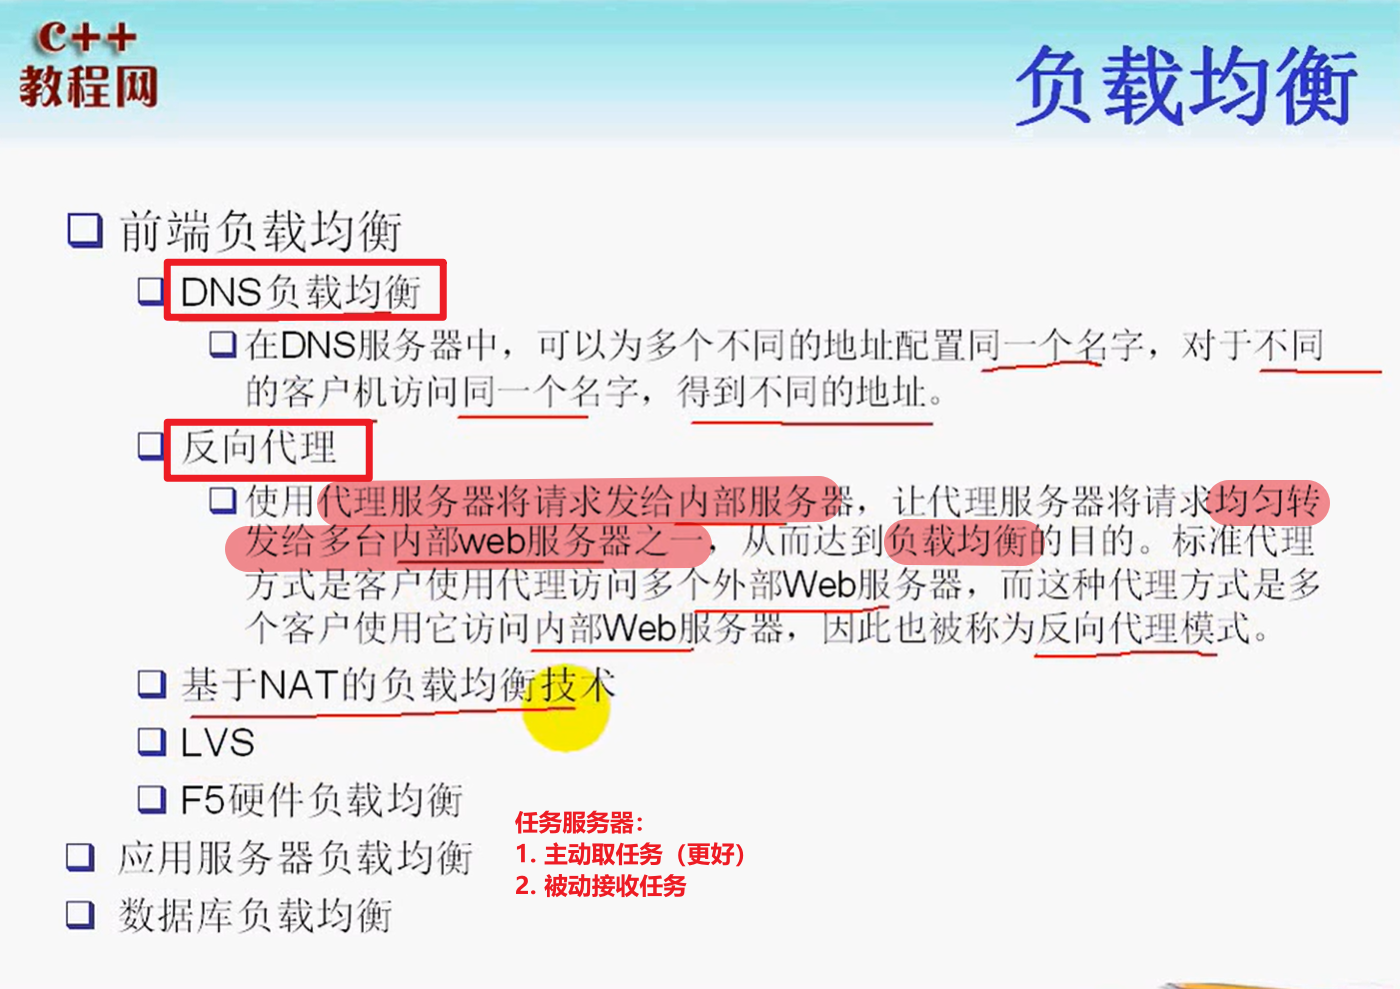 C++
教程网
负载均衡
前端负载均衡
DNS负载均衡
在DNS服务器中，可以为多个不同的地址配置同一个名字，对于不同
的客户机访问同一个名字，得到不同的地址。
反向代理
使用代理服务器将请求发给内部服务器，让代理服务器将请求均匀转
发给多台内部web服务器之一，从而达到负载均衡的目的。标准代理
方式是客户使用代理访问多个外部Web服务器，而这种代理方式是多
个客户使用它访问内部Web服务器，因此也被称为反向代理模式。
基于NAT的负载均衡技术
LVS
F5硬件负载均衡
任务服务器：
1. 主动取任务（更好）
2. 被动接收任务
应用服务器负载均衡
数据库负载均衡